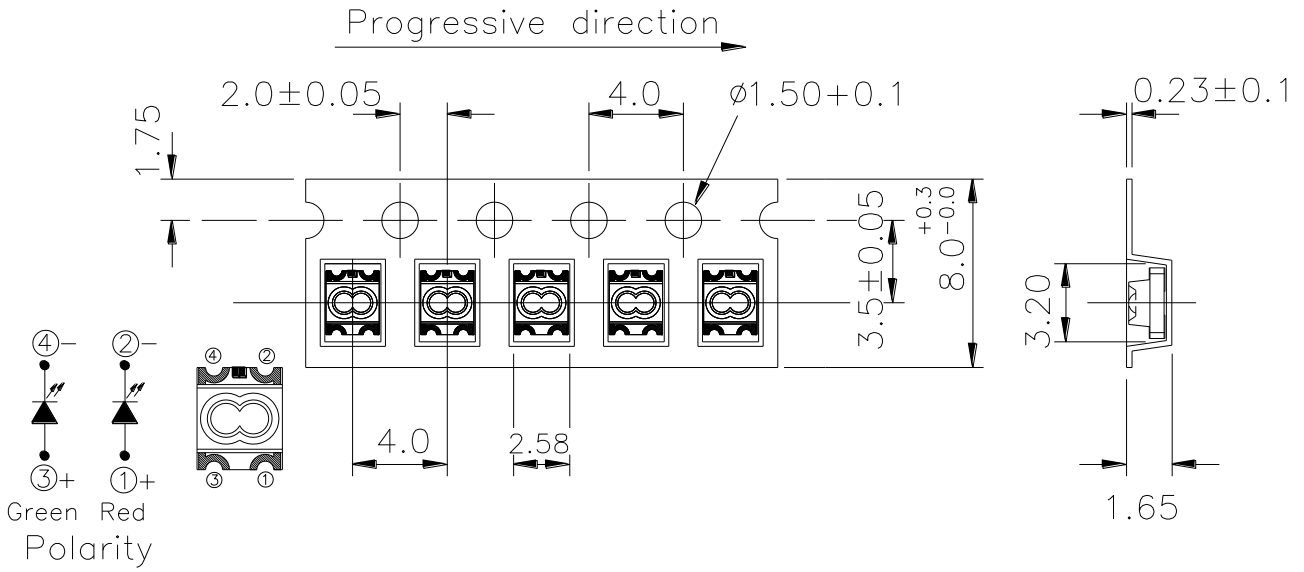 Progressive direction
2.0±0.05
4.0
ø1.50+0.1
0.23±0.1
1.75
3.5±0.05
8.0 +0.3 -0.0
3.20
④- ②-
④ ②
4.0
2.58
③+ ①+
③ ①
1.65
Green Red
Polarity